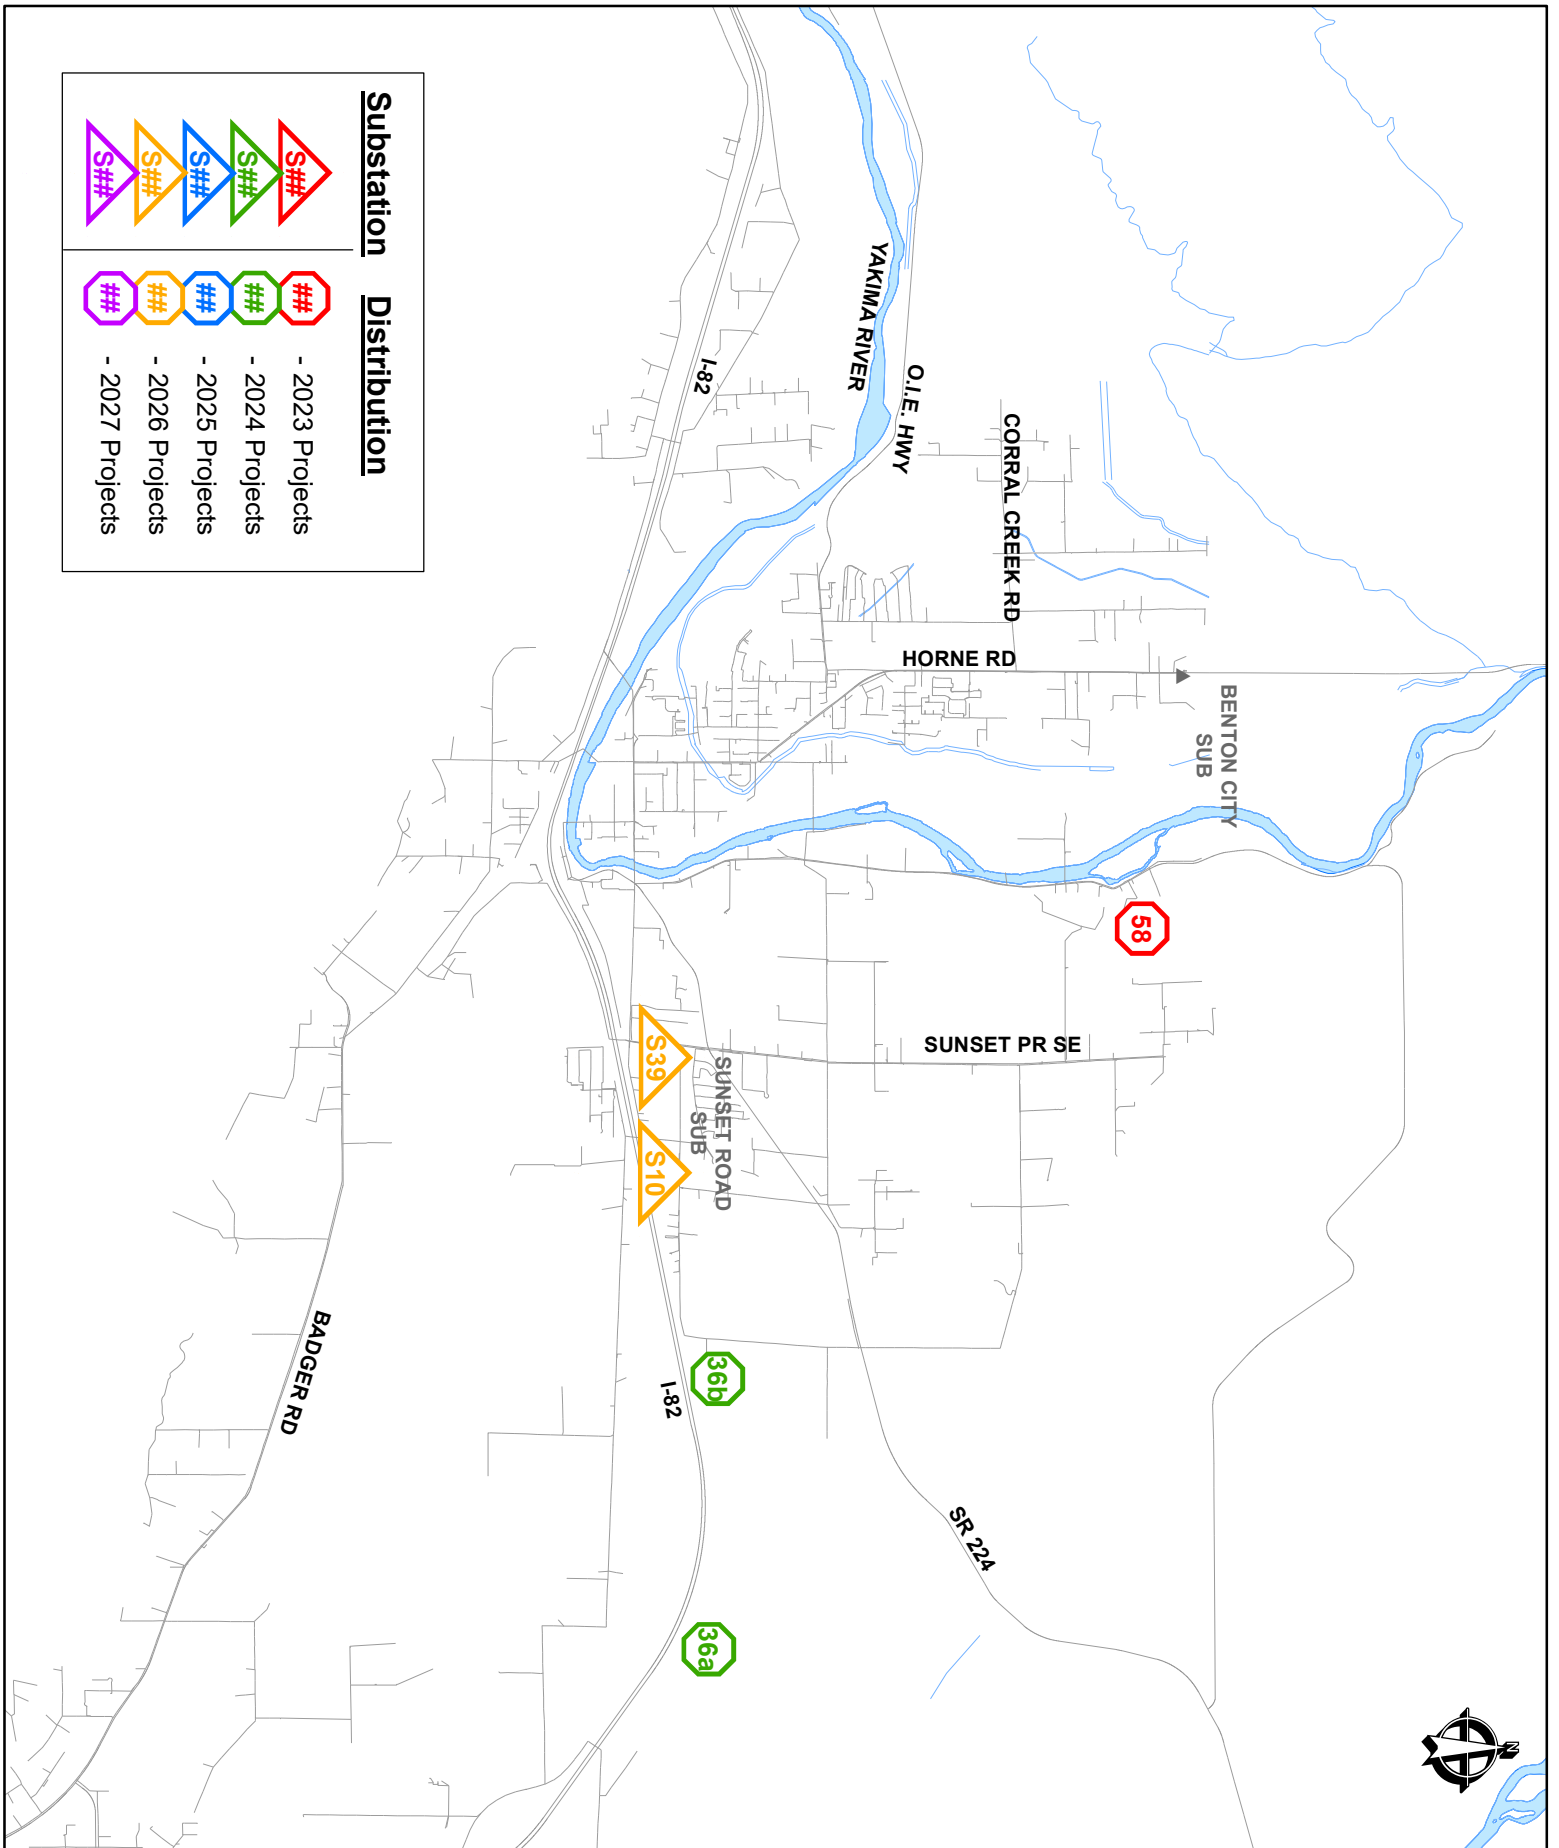 Substation Distribution
S## ## - 2023 Projects
S## ## - 2024 Projects
S## ## - 2025 Projects
S## ## - 2026 Projects
S## ## - 2027 Projects
N
BENTON CITY
SUB
58
CORRAL CREEK RD
HORNE RD
SUNSET PR SE
SR 224
O.I.E. HWY
YAKIMA RIVER
SUNSET ROAD
SUB
S39
S10
36b
36a
I-82
I-82
BADGER RD